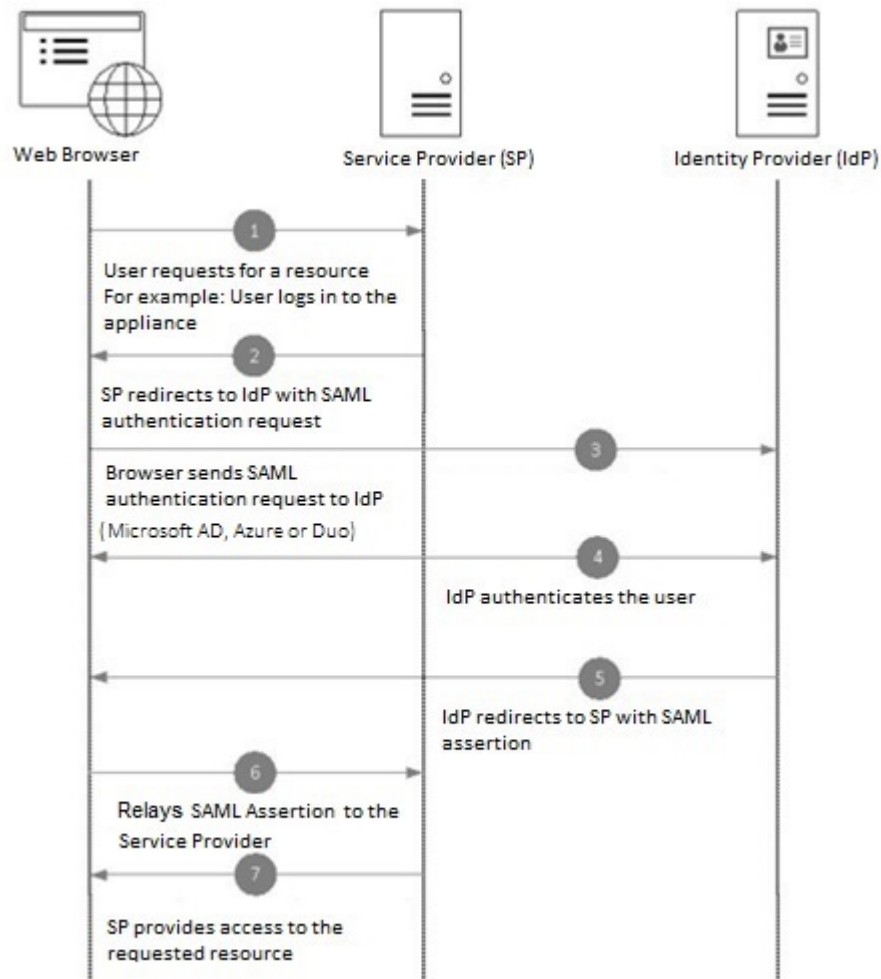 Web Browser
Service Provider (SP)
Identity Provider (IdP)
1
User requests for a resource
For example: User logs in to the
appliance
2
SP redirects to IdP with SAML
authentication request
3
Browser sends SAML
authentication request to IdP
(Microsoft AD, Azure or Duo)
4
IdP authenticates the user
5
IdP redirects to SP with SAML
assertion
6
Relays SAML Assertion to the
Service Provider
7
SP provides access to the
requested resource